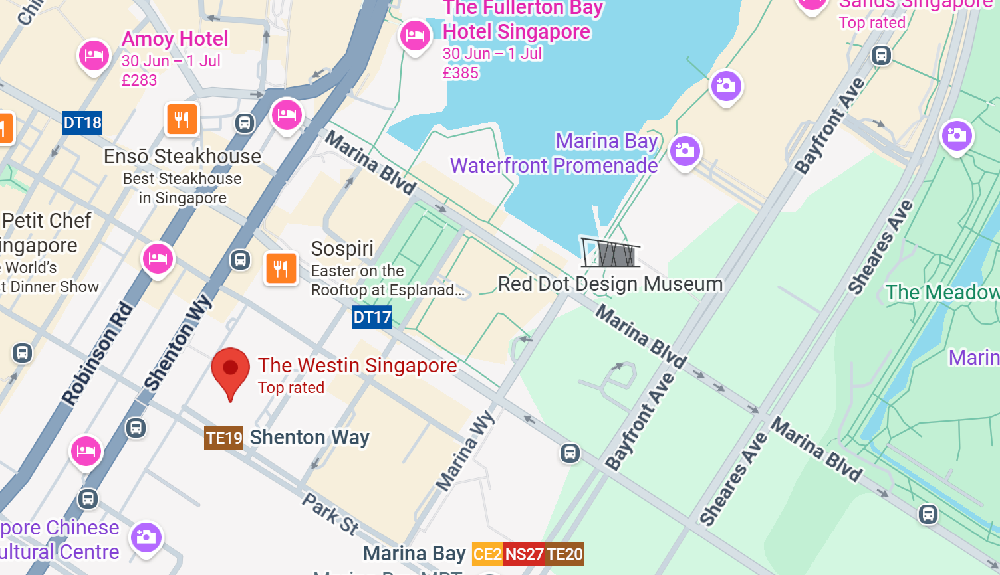 The Fullerton Bay
Hotel Singapore
30 Jun – 1 Jul
£385
Sands Singapore
Top rated
Amoy Hotel
30 Jun – 1 Jul
£283
DT18
Ensō Steakhouse
Best Steakhouse
in Singapore
Marina Blvd
Marina Bay
Waterfront Promenade
Bayfront Ave
Sheares Ave
Petit Chef
ingapore
World's
t Dinner Show
Sospiri
Easter on the
Rooftop at Esplanad...
DT17
Red Dot Design Museum
The Meadow
Marina Blvd
Robinson Rd
Shenton Wy
The Westin Singapore
Top rated
Marin
TE19 Shenton Way
Marina Wy
Bayfront Ave
Sheares Ave
Marina Blvd
Park St
pore Chinese
ultural Centre
Marina Bay CE2 NS27 TE20